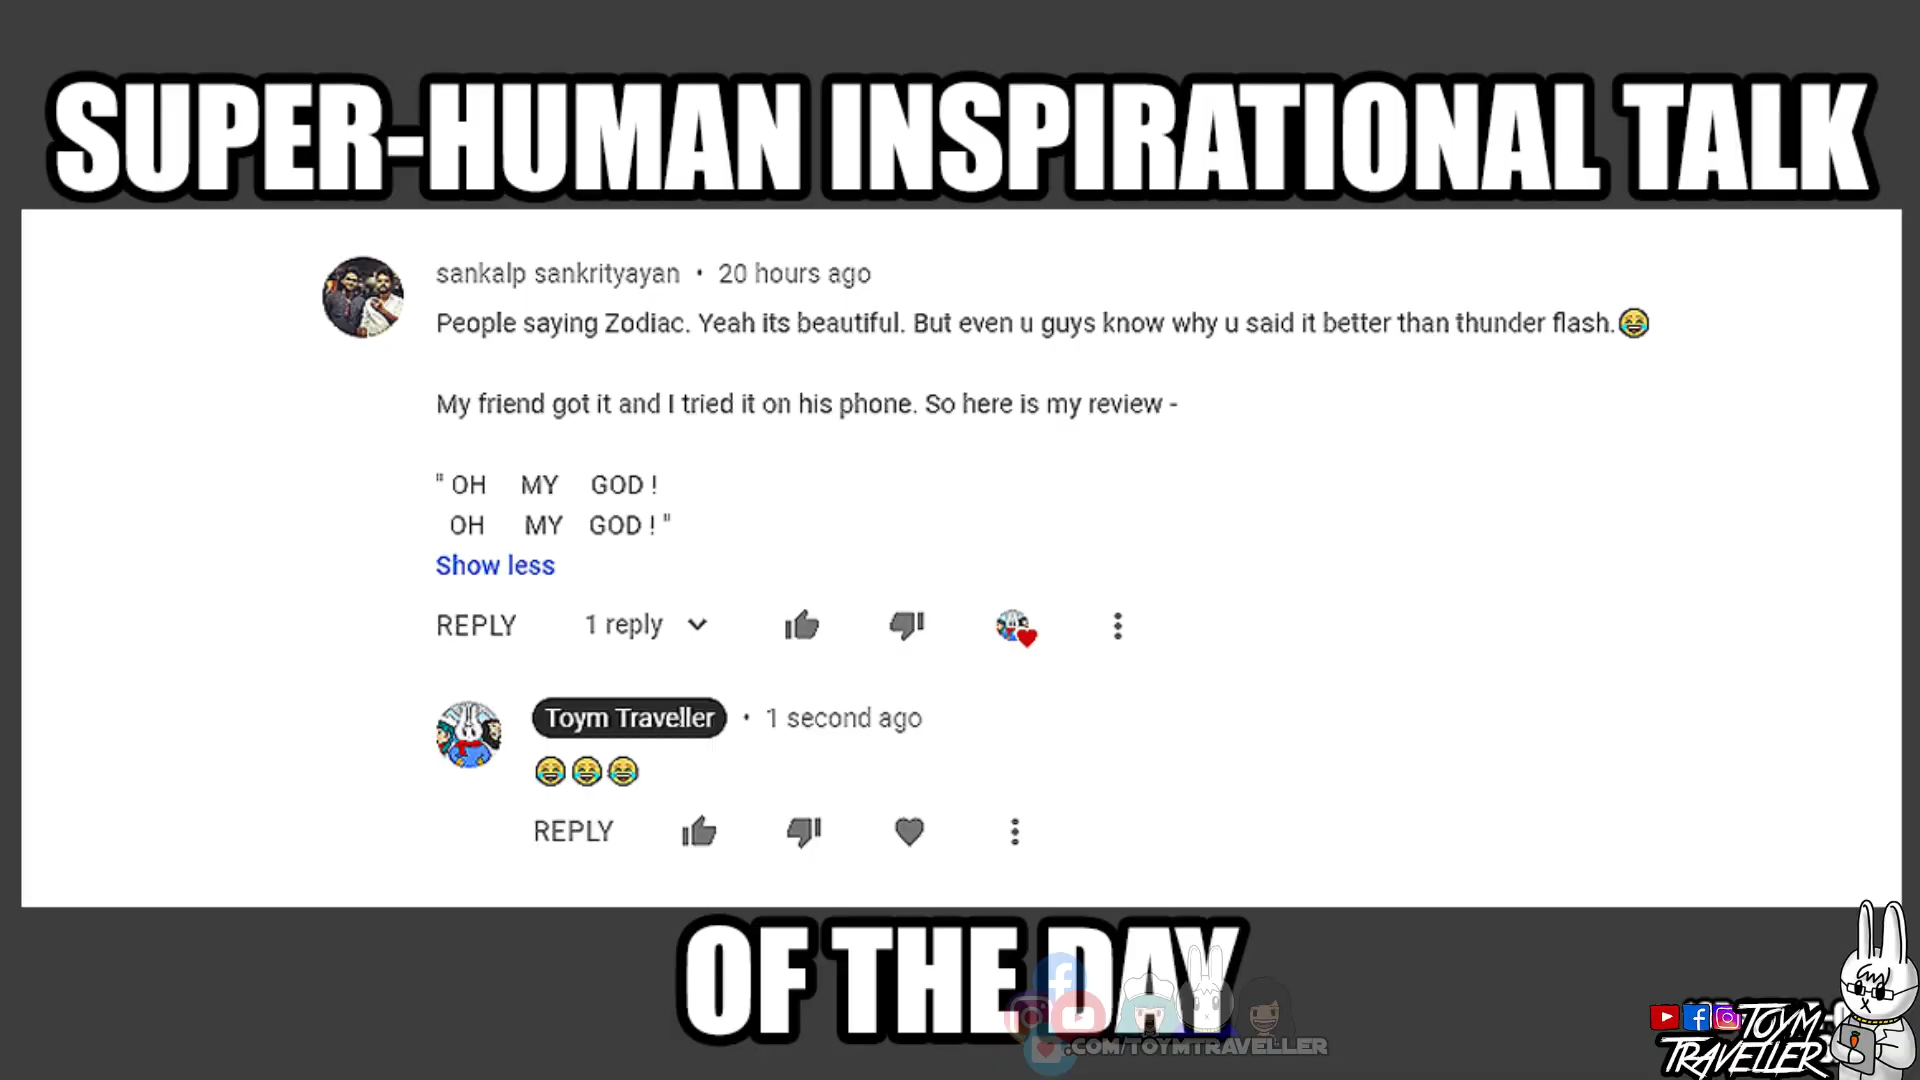 SUPER-HUMAN INSPIRATIONAL TALK
sankalp sankrityayan • 20 hours ago
People saying Zodiac. Yeah its beautiful. But even u guys know why u said it better than thunder flash.😂
My friend got it and I tried it on his phone. So here is my review -
" OH MY GOD !
OH MY GOD ! "
Show less
REPLY 1 reply
Toym Traveller • 1 second ago
😂😂😂
REPLY
OF THE DAY
.COM/TOYMTRAVELLER
TOYM
TRAVELLER